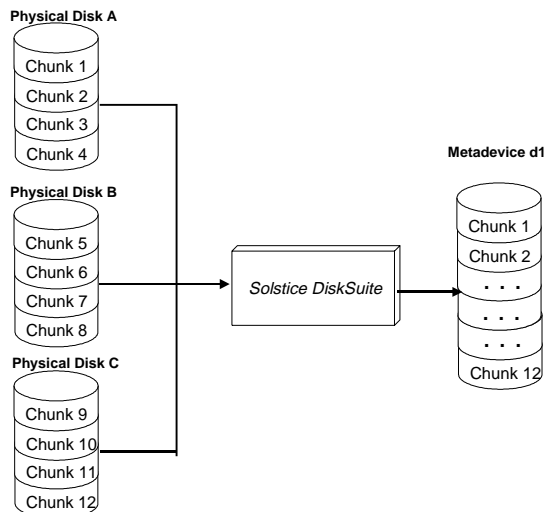 Physical Disk A
Chunk 1
Chunk 2
Chunk 3
Chunk 4
Physical Disk B
Chunk 5
Chunk 6
Chunk 7
Chunk 8
Physical Disk C
Chunk 9
Chunk 10
Chunk 11
Chunk 12
Solstice DiskSuite
Metadevice d1
Chunk 1
Chunk 2
. . .
. . .
. . .
Chunk 12